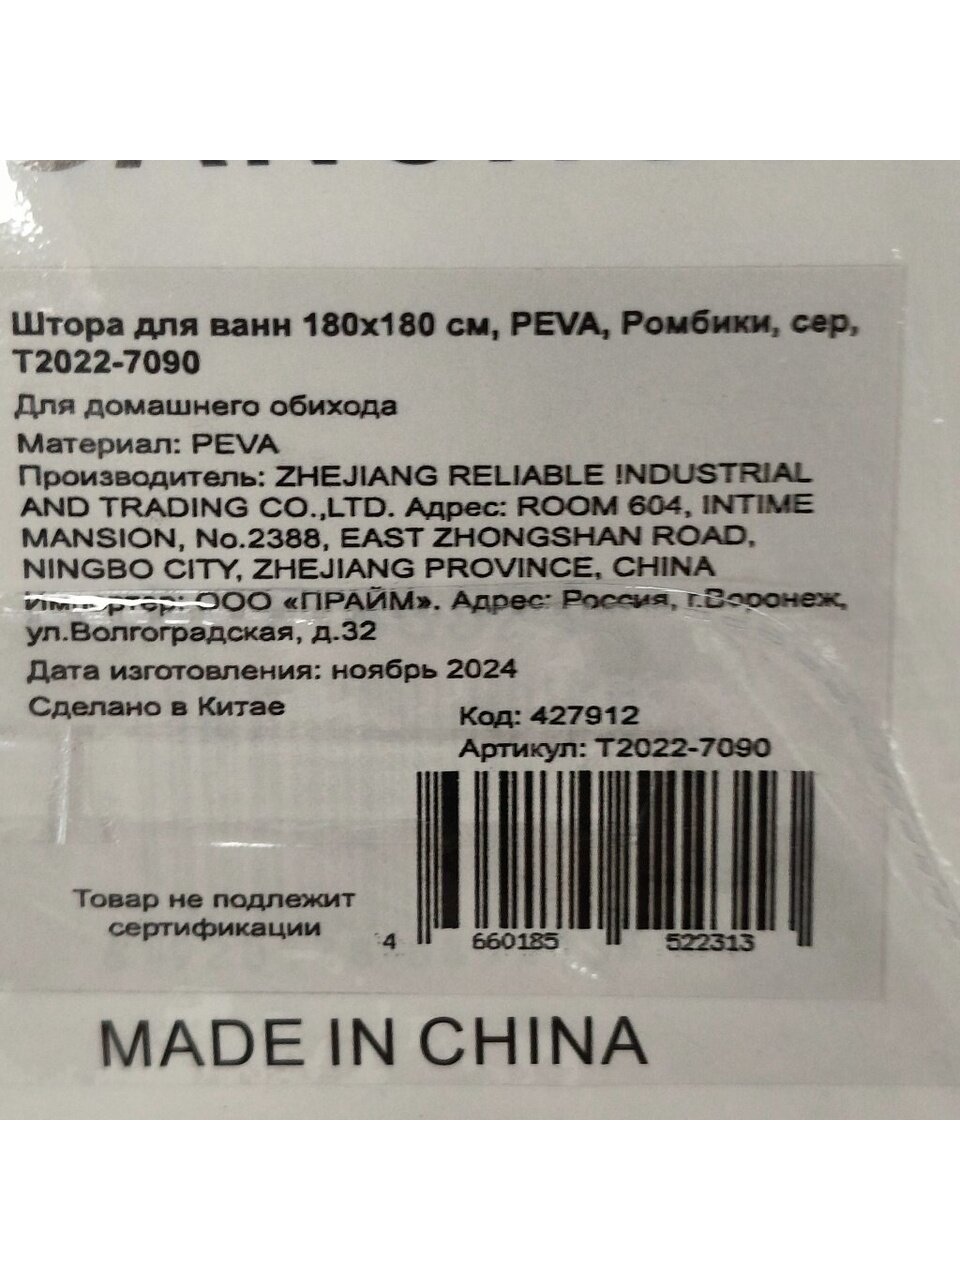 Штора для ванн 180х180 см, PEVA, Ромбики, сер,
Т2022-7090
Для домашнего обихода
Материал: PEVA
Производитель: ZHEJIANG RELIABLE INDUSTRIAL
AND TRADING CO.,LTD. Адрес: ROOM 604, INTIME
MANSION, No.2388, EAST ZHONGSHAN ROAD,
NINGBO CITY, ZHEJIANG PROVINCE, CHINA
Импортер: ООО «ПРАЙМ». Адрес: Россия, г.Воронеж,
ул.Волгоградская, д.32
Дата изготовления: ноябрь 2024
Сделано в Китае
Код: 427912
Артикул: Т2022-7090
Товар не подлежит
сертификации
4 660185 522313
MADE IN CHINA